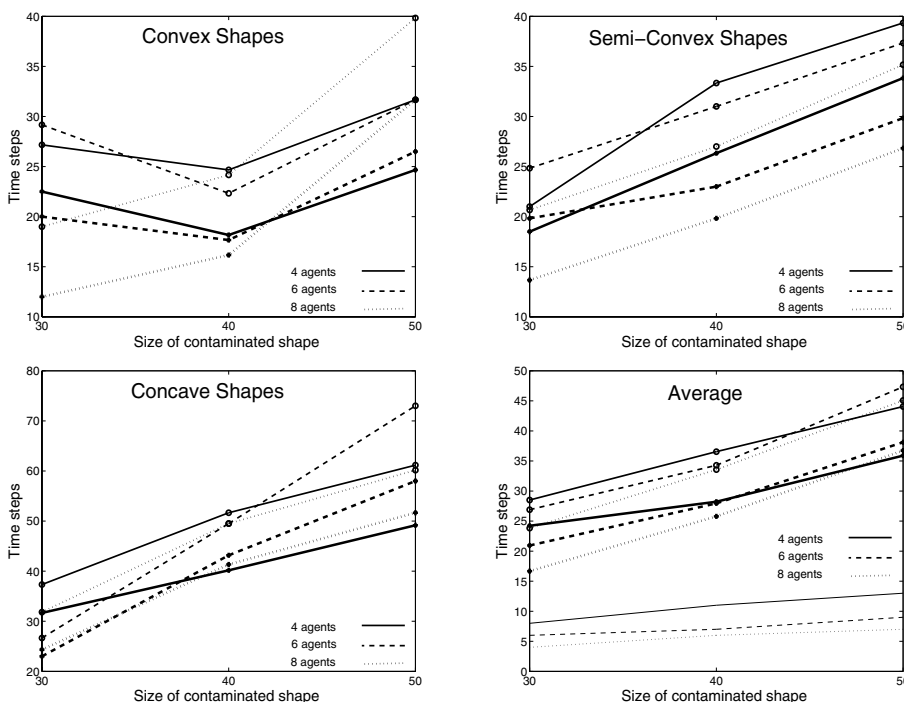 Convex Shapes
Time steps
40
35
30
25
20
15
10
4 agents
6 agents
8 agents
30
40
50
Size of contaminated shape
Semi-Convex Shapes
Time steps
40
35
30
25
20
15
10
4 agents
6 agents
8 agents
30
40
50
Size of contaminated shape
Concave Shapes
Time steps
80
70
60
50
40
30
20
4 agents
6 agents
8 agents
30
40
50
Size of contaminated shape
Average
Time steps
50
45
40
35
30
25
20
15
10
5
0
4 agents
6 agents
8 agents
30
40
50
Size of contaminated shape